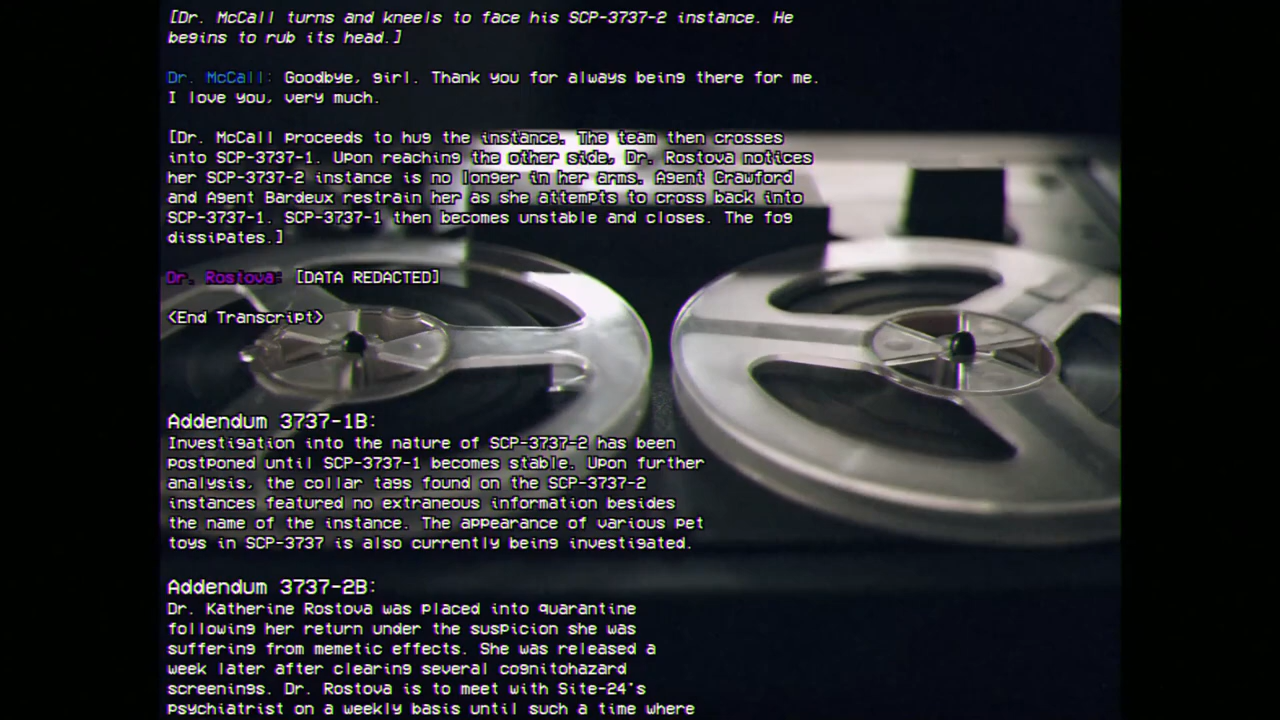 [Dr. McCall turns and kneels to face his SCP-3737-2 instance. He
begins to rub its head.]
Dr. McCall: Goodbye, girl. Thank you for always being there for me.
I love you, very much.
[Dr. McCall proceeds to hug the instance. The team then crosses
into SCP-3737-1. Upon reaching the other side, Dr. Rostova notices
her SCP-3737-2 instance is no longer in her arms. Agent Crawford
and Agent Bardeux restrain her as she attempts to cross back into
SCP-3737-1. SCP-3737-1 then becomes unstable and closes. The fog
dissipates.]
Dr. Rostova: [DATA REDACTED]
<End Transcript>
Addendum 3737-1B:
Investigation into the nature of SCP-3737-2 has been
postponed until SCP-3737-1 becomes stable. Upon further
analysis, the collar tags found on the SCP-3737-2
instances featured no extraneous information besides
the name of the instance. The appearance of various pet
toys in SCP-3737 is also currently being investigated.
Addendum 3737-2B:
Dr. Katherine Rostova was placed into quarantine
following her return under the suspicion she was
suffering from memetic effects. She was released a
week later after clearing several cognitohazard
screenings. Dr. Rostova is to meet with Site-24's
psychiatrist on a weekly basis until such a time where